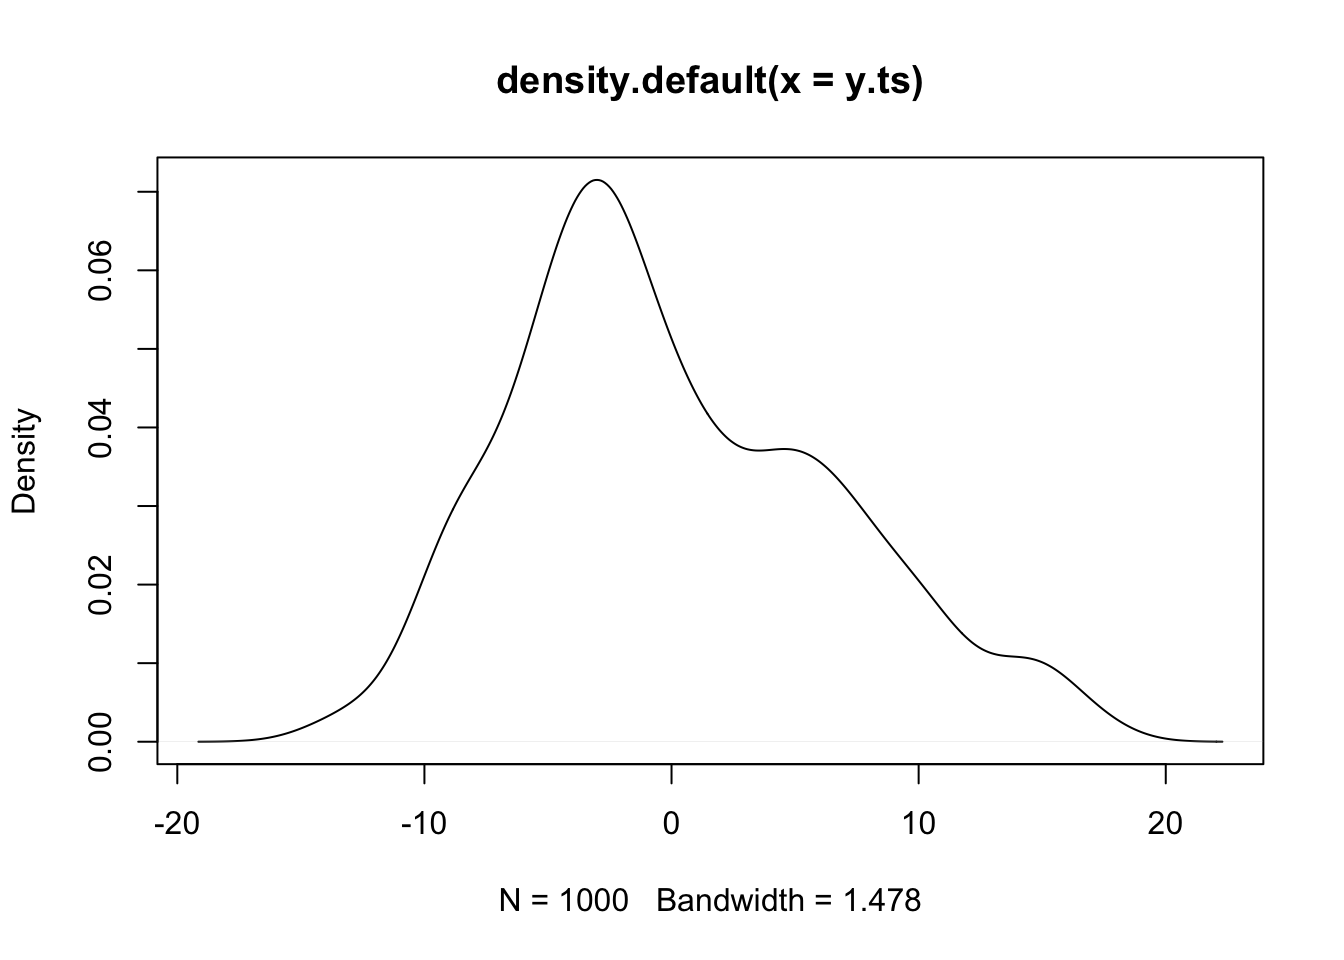 density.default(x = y.ts)
Density
0.06
0.04
0.02
0.00
-20 -10 0 10 20
N = 1000 Bandwidth = 1.478